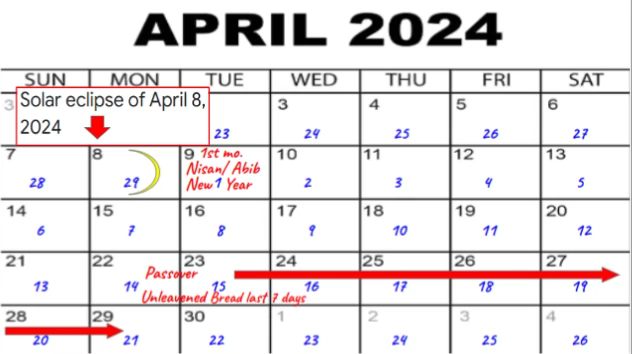 APRIL 2024
SUN MON TUE WED THU FRI SAT
Solar eclipse of April 8,
2024
3 3 4 5 6
23 24 25 26 27
7 8 9 1st mo. 10 11 12 13
Nisan/ Abib
New 1 Year
28 29 2 3 4 5
14 15 16 17 18 19 20
6 7 8 9 10 11 12
21 22 23 24 25 26 27
Passover
13 14 15 16 17 18 19
Unleavened Bread last 7 days
28 29 30 1 2 3 4
20 21 22 23 24 25 26